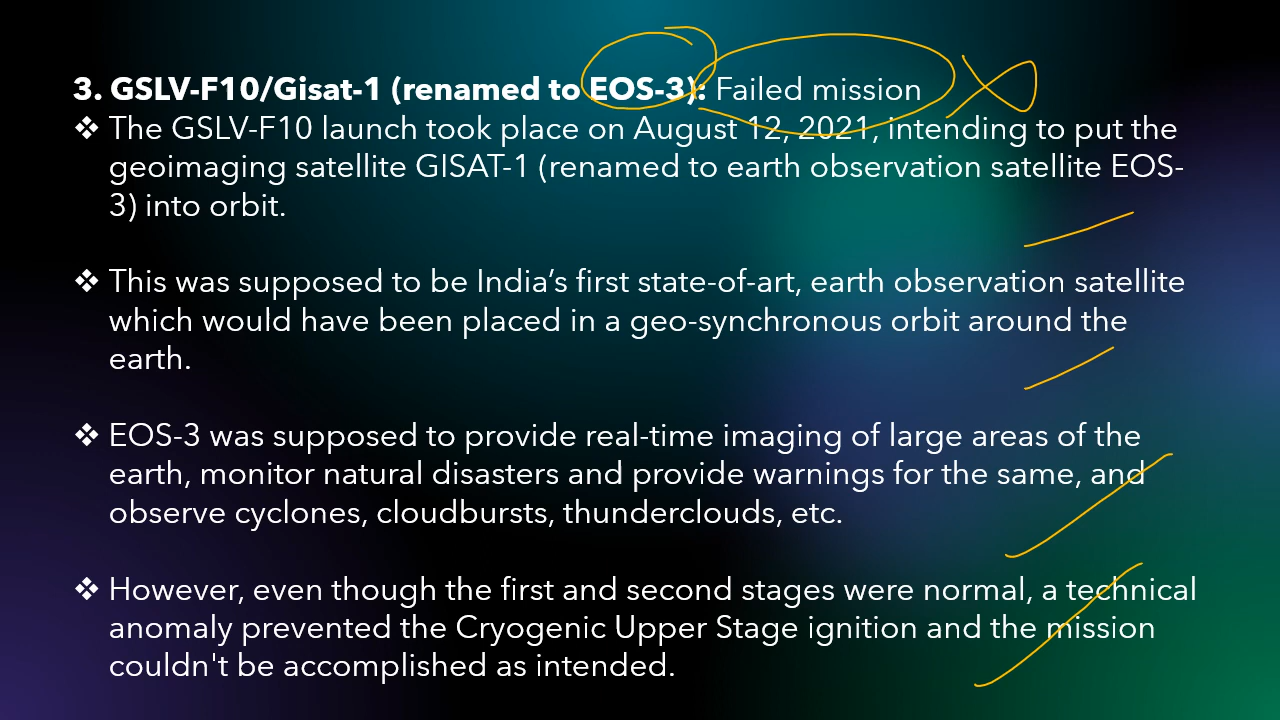 3. GSLV-F10/Gisat-1 (renamed to EOS-3): Failed mission
❖ The GSLV-F10 launch took place on August 12, 2021, intending to put the
geoimaging satellite GISAT-1 (renamed to earth observation satellite EOS-
3) into orbit.
❖ This was supposed to be India’s first state-of-art, earth observation satellite
which would have been placed in a geo-synchronous orbit around the
earth.
❖ EOS-3 was supposed to provide real-time imaging of large areas of the
earth, monitor natural disasters and provide warnings for the same, and
observe cyclones, cloudbursts, thunderclouds, etc.
❖ However, even though the first and second stages were normal, a technical
anomaly prevented the Cryogenic Upper Stage ignition and the mission
couldn't be accomplished as intended.